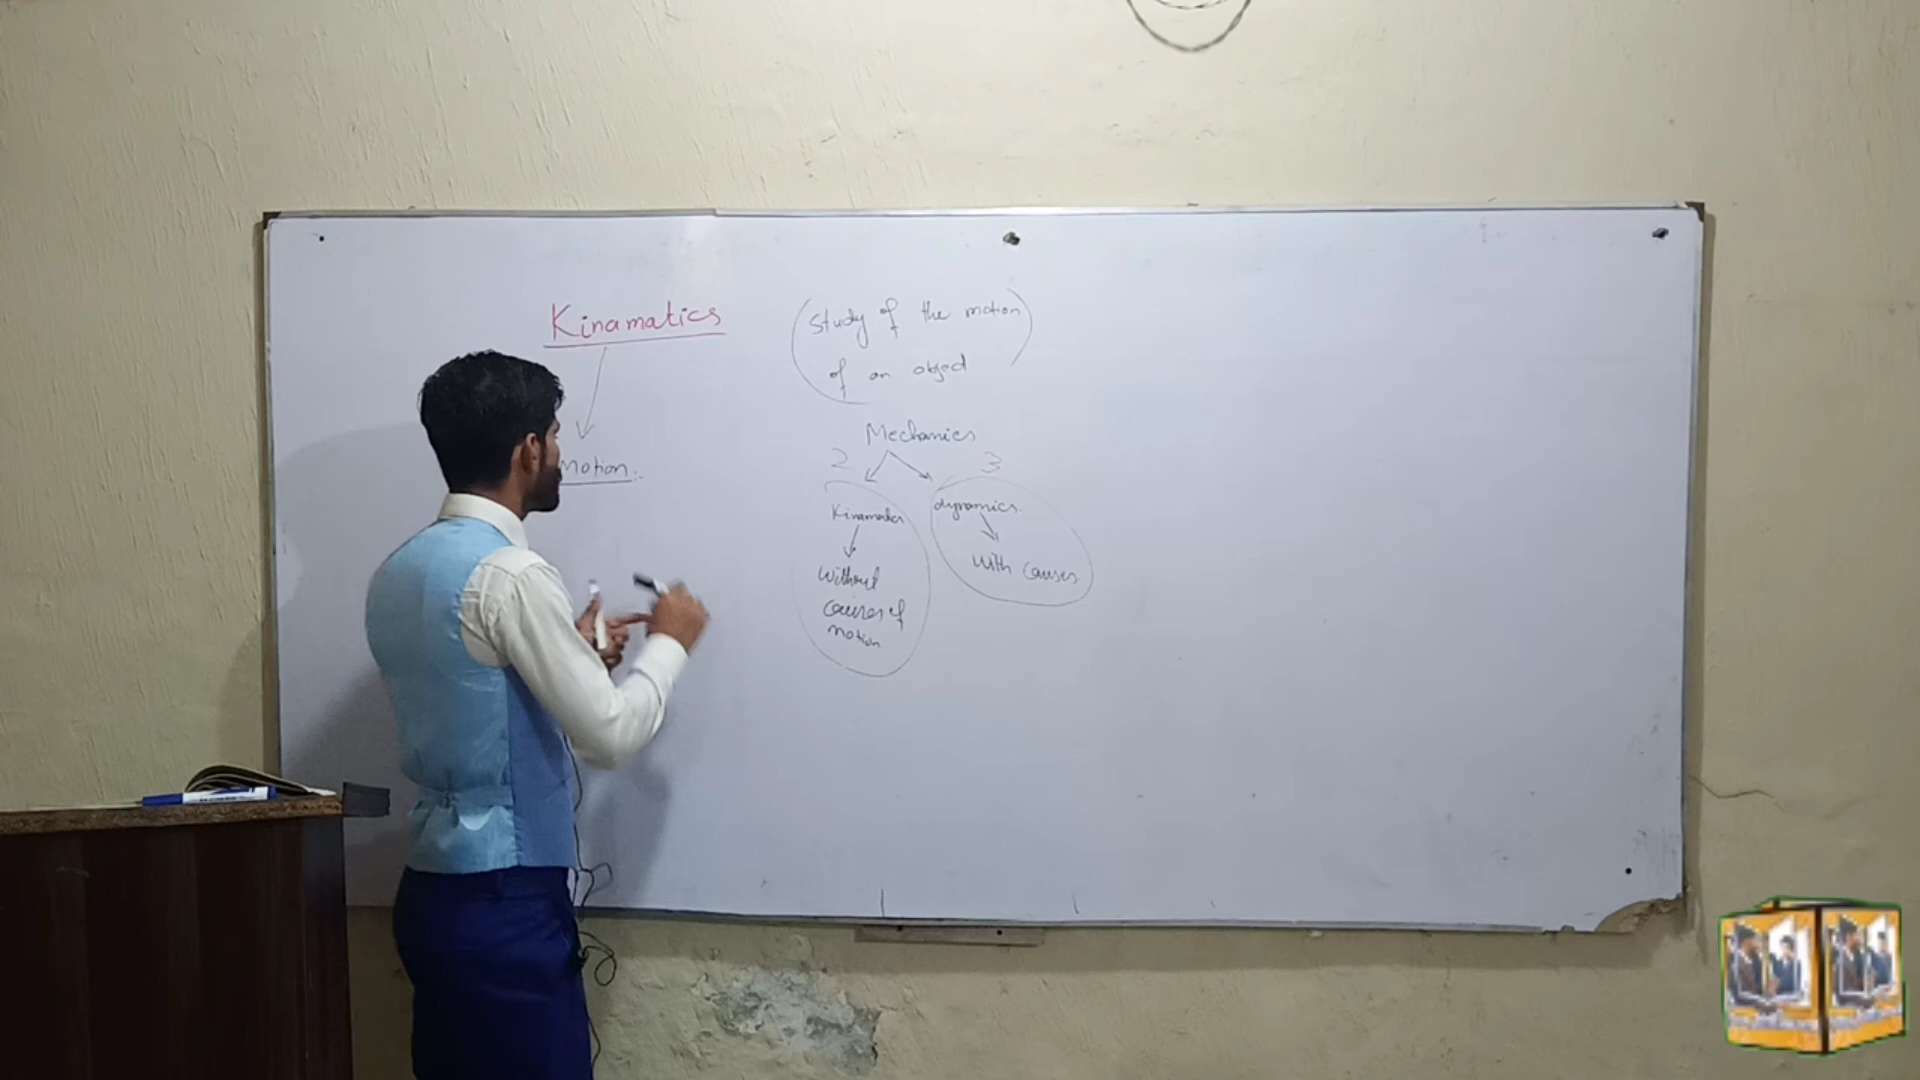 Kinamatics
motion:
(Study of the motion
of an object)
Mechanics
2
3
Kinamatics
dynamics.
without
causes of
motion
with causes